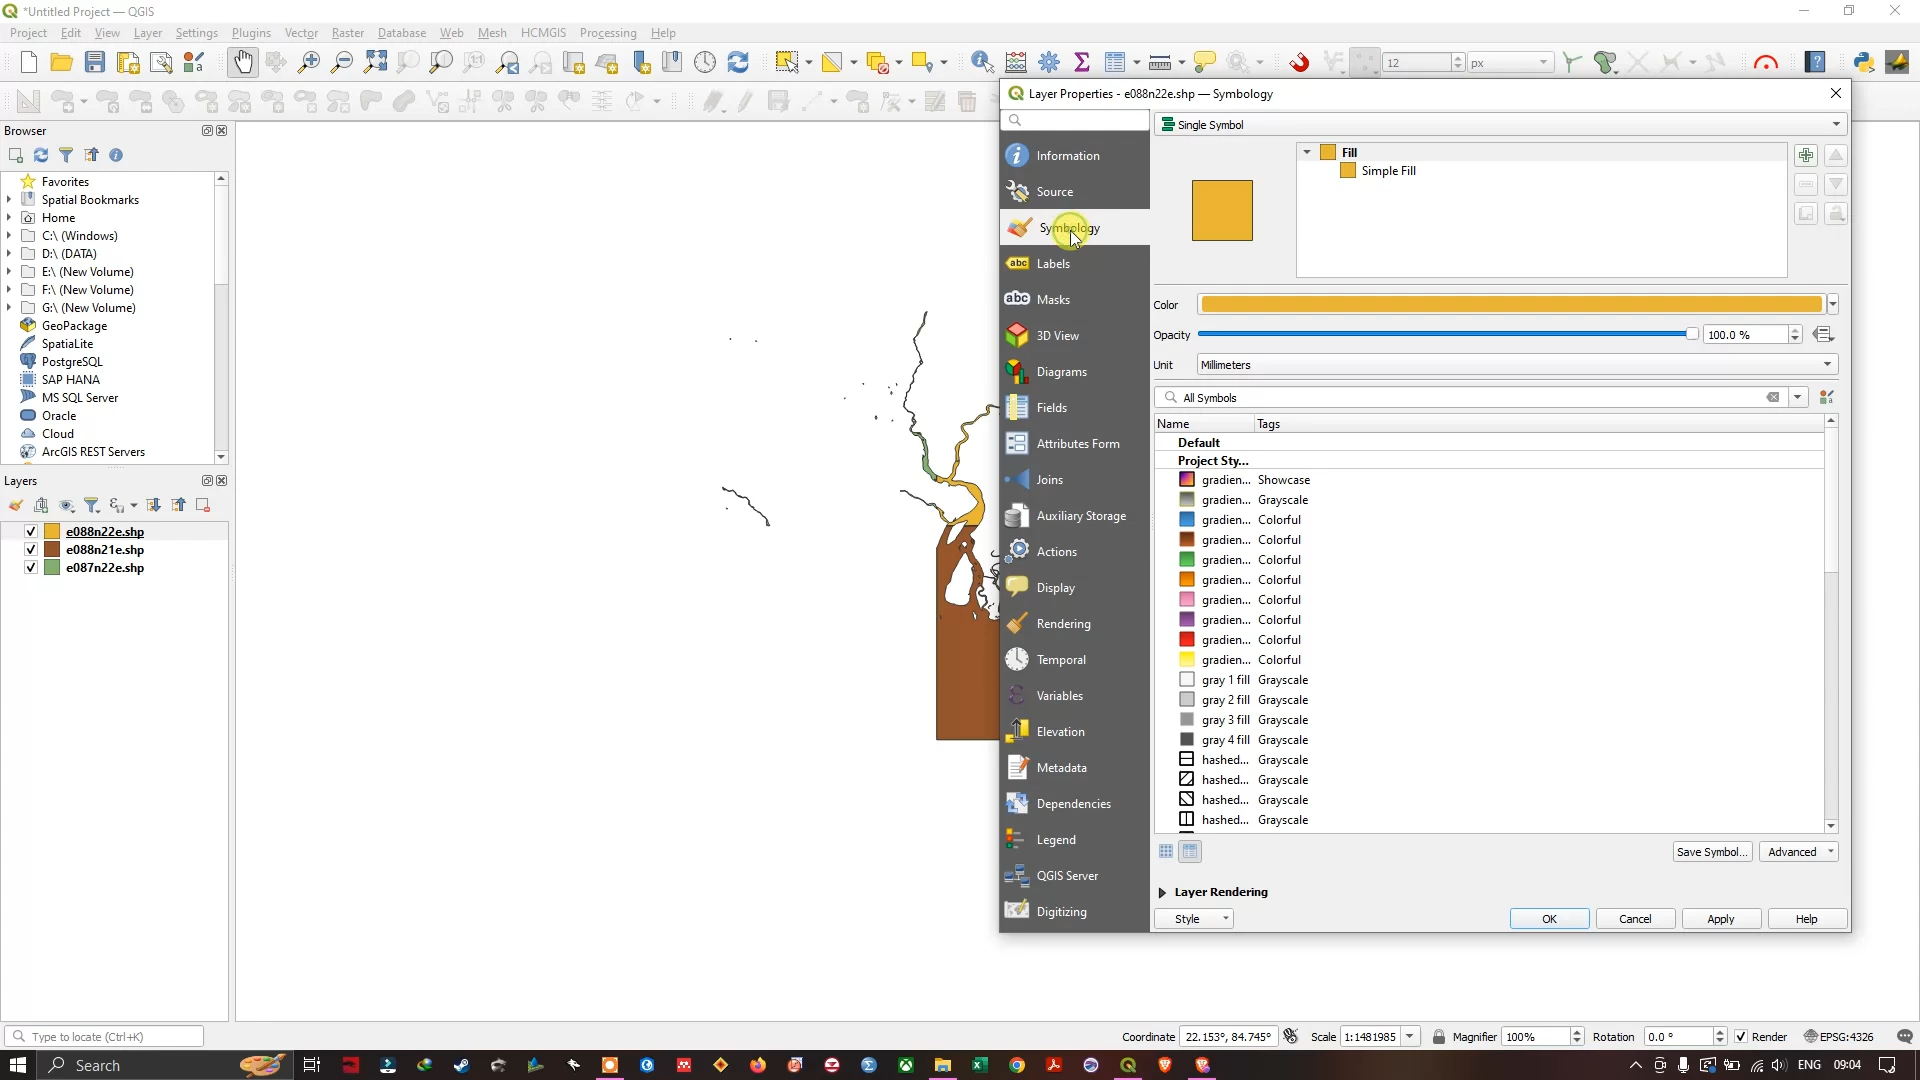 *Untitled Project — QGIS
Project Edit View Layer Settings Plugins Vector Raster Database Web Mesh HCMGIS Processing Help
12 px
Browser
Favorites
Spatial Bookmarks
Home
C:\ (Windows)
D:\ (DATA)
E:\ (New Volume)
F:\ (New Volume)
G:\ (New Volume)
GeoPackage
SpatiaLite
PostgreSQL
SAP HANA
MS SQL Server
Oracle
Cloud
ArcGIS REST Servers
Layers
e088n22e.shp
e088n21e.shp
e087n22e.shp
Layer Properties - e088n22e.shp — Symbology
Information
Source
Symbology
abc Labels
abc Masks
3D View
Diagrams
Fields
Attributes Form
Joins
Auxiliary Storage
Actions
Display
Rendering
Temporal
Variables
Elevation
Metadata
Dependencies
Legend
QGIS Server
Digitizing
Single Symbol
Fill
Simple Fill
Color
Opacity 100.0 %
Unit Millimeters
All Symbols
Name Tags
Default
Project Sty...
gradien... Showcase
gradien... Grayscale
gradien... Colorful
gradien... Colorful
gradien... Colorful
gradien... Colorful
gradien... Colorful
gradien... Colorful
gradien... Colorful
gradien... Colorful
gray 1 fill Grayscale
gray 2 fill Grayscale
gray 3 fill Grayscale
gray 4 fill Grayscale
hashed... Grayscale
hashed... Grayscale
hashed... Grayscale
hashed... Grayscale
Save Symbol... Advanced
Layer Rendering
Style OK Cancel Apply Help
Type to locate (Ctrl+K) Coordinate 22.153°, 84.745° Scale 1:1481985 Magnifier 100% Rotation 0.0 ° Render EPSG:4326
Search ENG 09:04